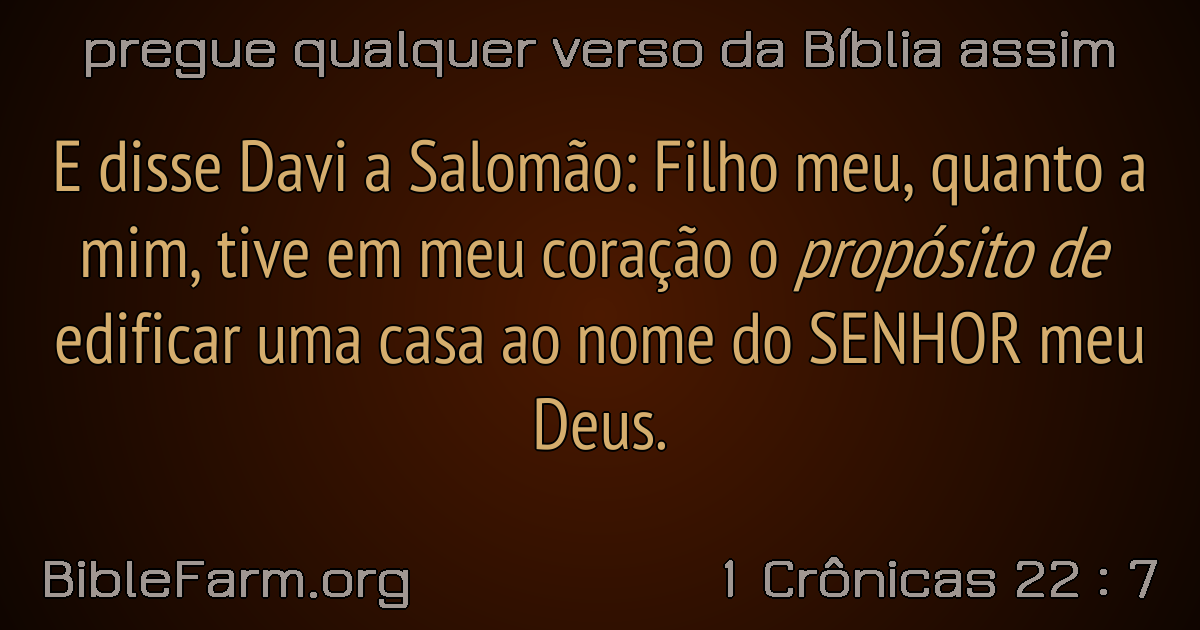 pregue qualquer verso da Bíblia assim
E disse Davi a Salomão: Filho meu, quanto a
mim, tive em meu coração o propósito de
edificar uma casa ao nome do SENHOR meu
Deus.
BibleFarm.org
1 Crônicas 22 : 7